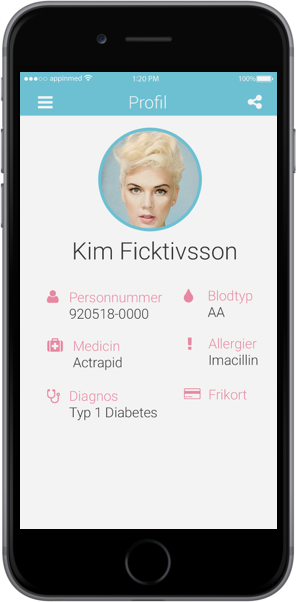 appinmed 1:20 PM 100%
Profil
Kim Ficktivsson
Personnummer
920518-0000
Blodtyp
AA
Medicin
Actrapid
Allergier
Imacillin
Diagnos
Typ 1 Diabetes
Frikort